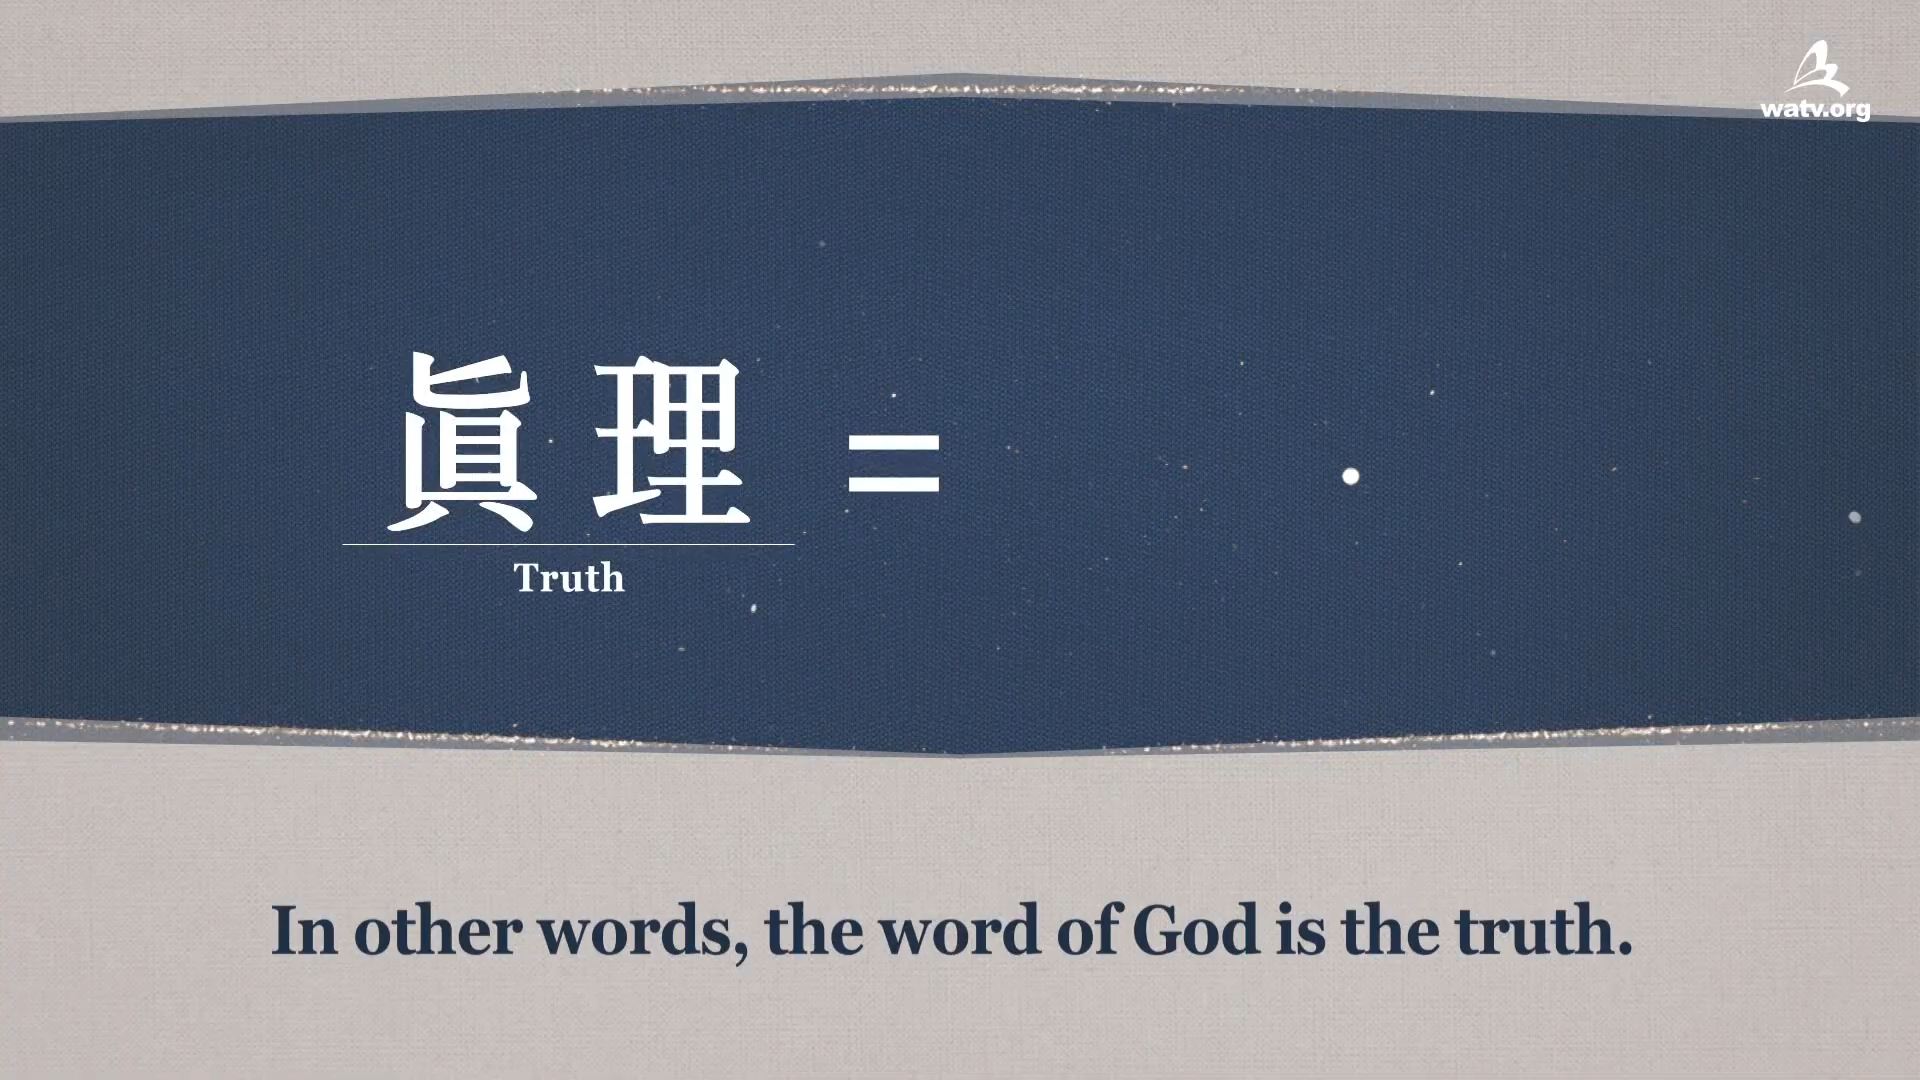 watv.org
眞理 =
Truth
In other words, the word of God is the truth.